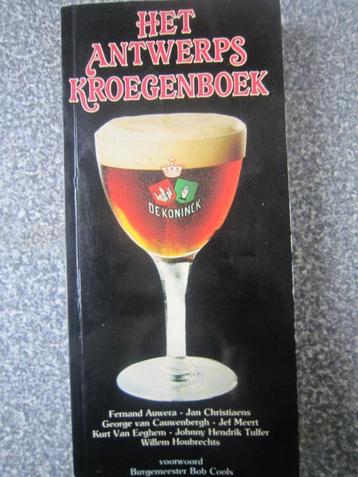 HET
ANTWERPS
KROEGENBOEK
DE KONINCK
Fernand Auwera - Jan Christiaens
George van Cauwenbergh - Jef Meert
Kurt Van Eeghem - Johnny Hendrik Tulfer
Willem Houbrechts
voorwoord
Burgemeester Bob Cools